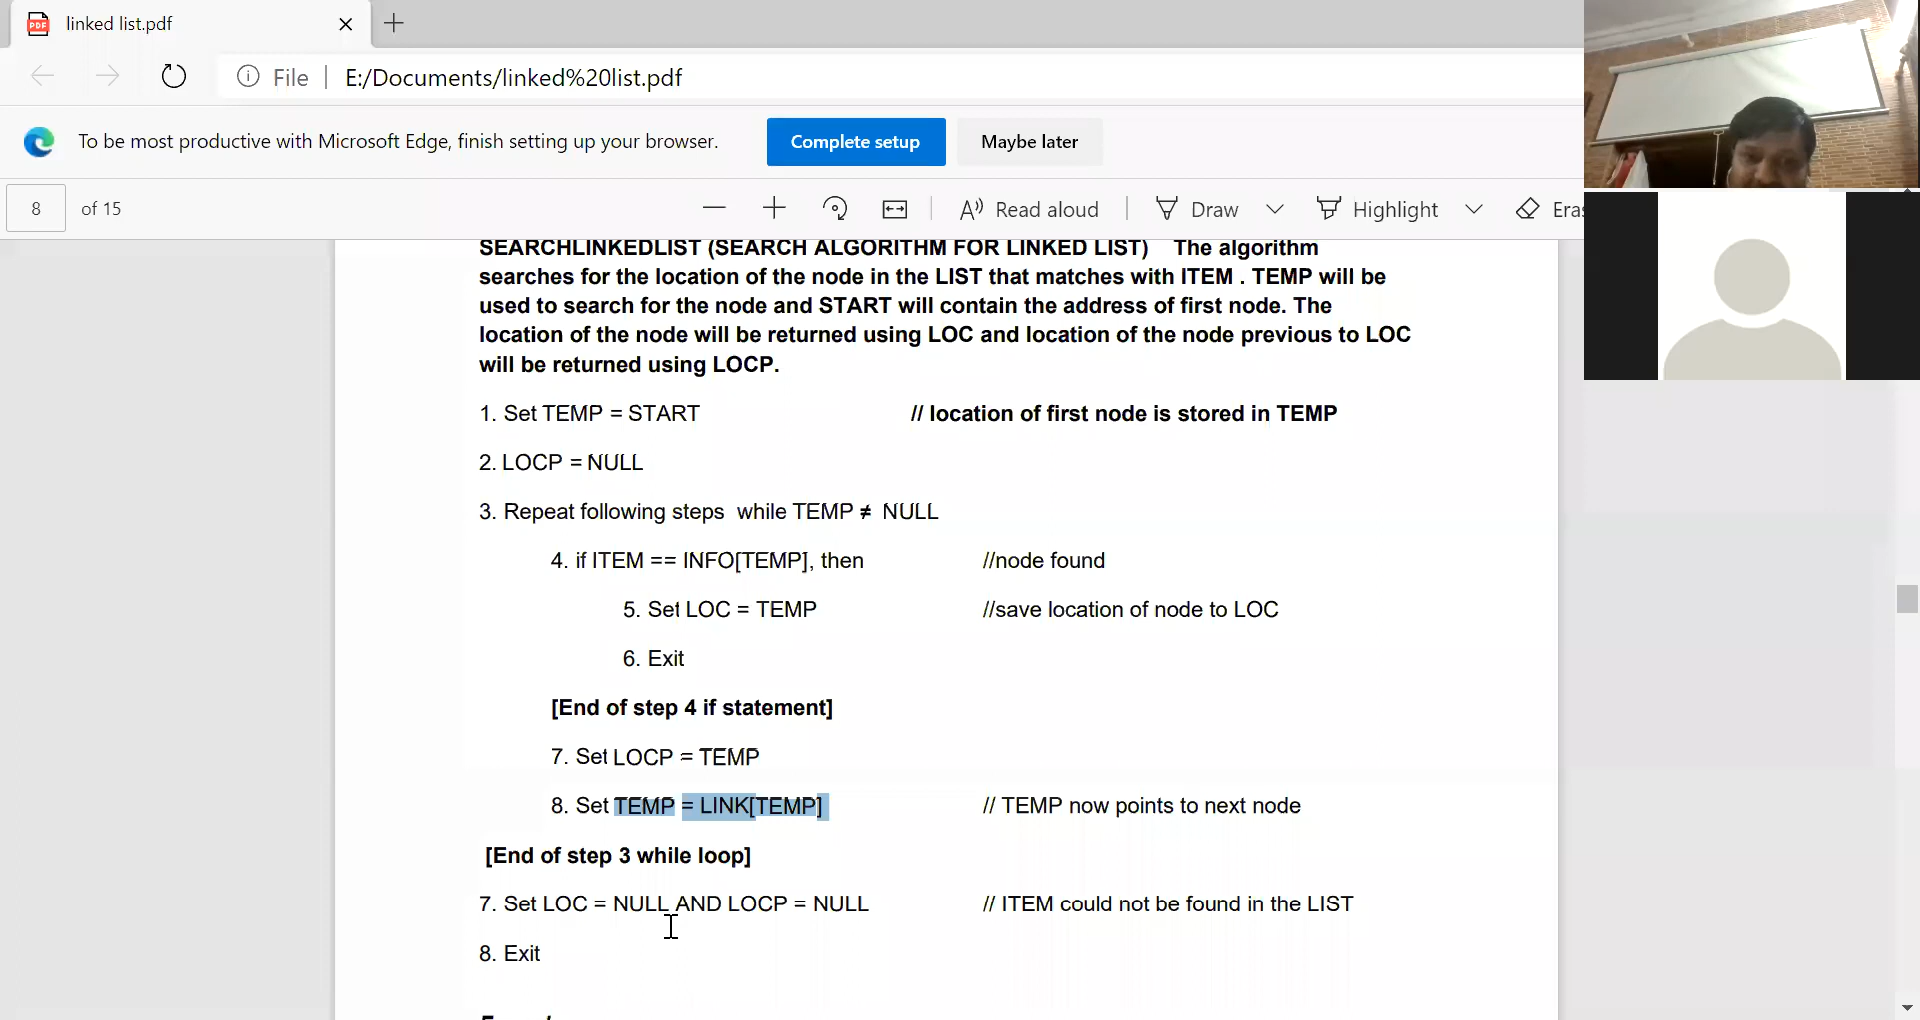 linked list.pdf
File | E:/Documents/linked%20list.pdf
To be most productive with Microsoft Edge, finish setting up your browser. Complete setup Maybe later
8 of 15 Read aloud Draw Highlight Eras
SEARCHLINKEDLIST (SEARCH ALGORITHM FOR LINKED LIST) The algorithm
searches for the location of the node in the LIST that matches with ITEM . TEMP will be
used to search for the node and START will contain the address of first node. The
location of the node will be returned using LOC and location of the node previous to LOC
will be returned using LOCP.
1. Set TEMP = START // location of first node is stored in TEMP
2. LOCP = NULL
3. Repeat following steps while TEMP ≠ NULL
4. if ITEM == INFO[TEMP], then //node found
5. Set LOC = TEMP //save location of node to LOC
6. Exit
[End of step 4 if statement]
7. Set LOCP = TEMP
8. Set TEMP = LINK[TEMP] // TEMP now points to next node
[End of step 3 while loop]
7. Set LOC = NULL AND LOCP = NULL // ITEM could not be found in the LIST
8. Exit